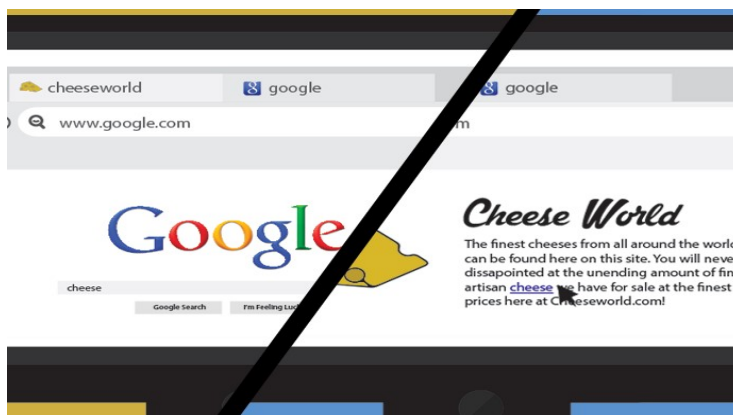 cheeseworld
google
google
www.google.com
m
Google
cheese
Google Search
I'm Feeling Luc
Cheese World
The finest cheeses from all around the worl
can be found here on this site. You will neve
dissapointed at the unending amount of fin
artisan cheese we have for sale at the finest
prices here at Cheeseworld.com!